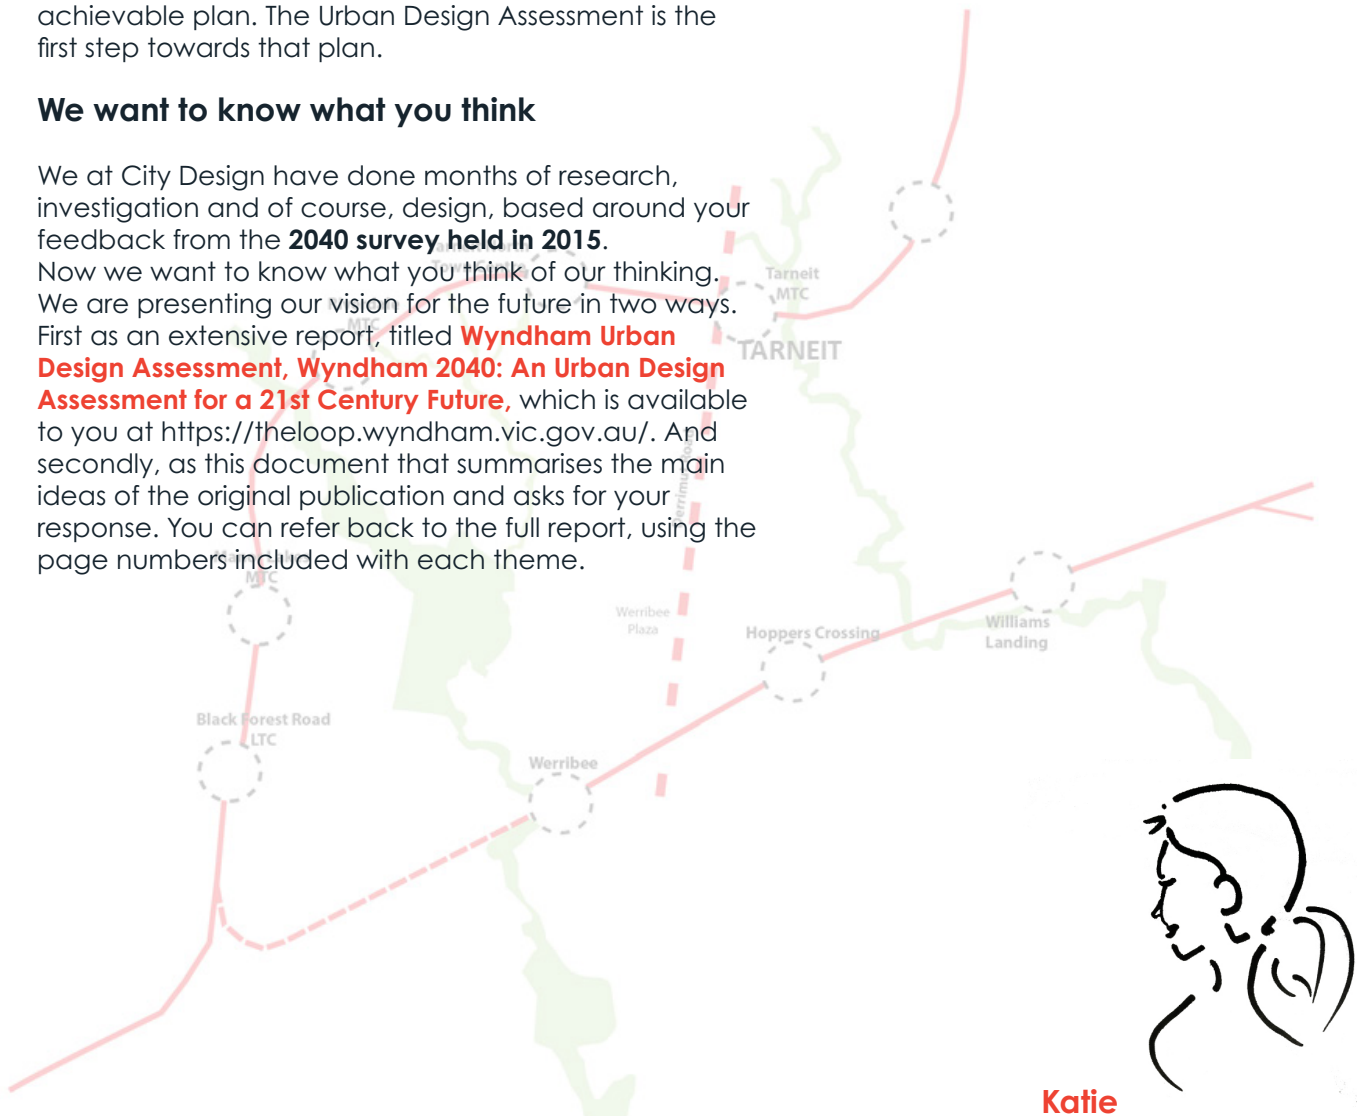 achievable plan. The Urban Design Assessment is the
first step towards that plan.
We want to know what you think
We at City Design have done months of research,
investigation and of course, design, based around your
feedback from the 2040 survey held in 2015.
Now we want to know what you think of our thinking.
We are presenting our vision for the future in two ways.
First as an extensive report, titled Wyndham Urban
Design Assessment, Wyndham 2040: An Urban Design
Assessment for a 21st Century Future, which is available
to you at https://theloop.wyndham.vic.gov.au/. And
secondly, as this document that summarises the main
ideas of the original publication and asks for your
response. You can refer back to the full report, using the
page numbers included with each theme.
Tarneit
MTC
TARNEIT
MTC
MTC
Werribee
Plaza
Hoppers Crossing
Williams
Landing
Black Forest Road
LTC
Werribee
Katie